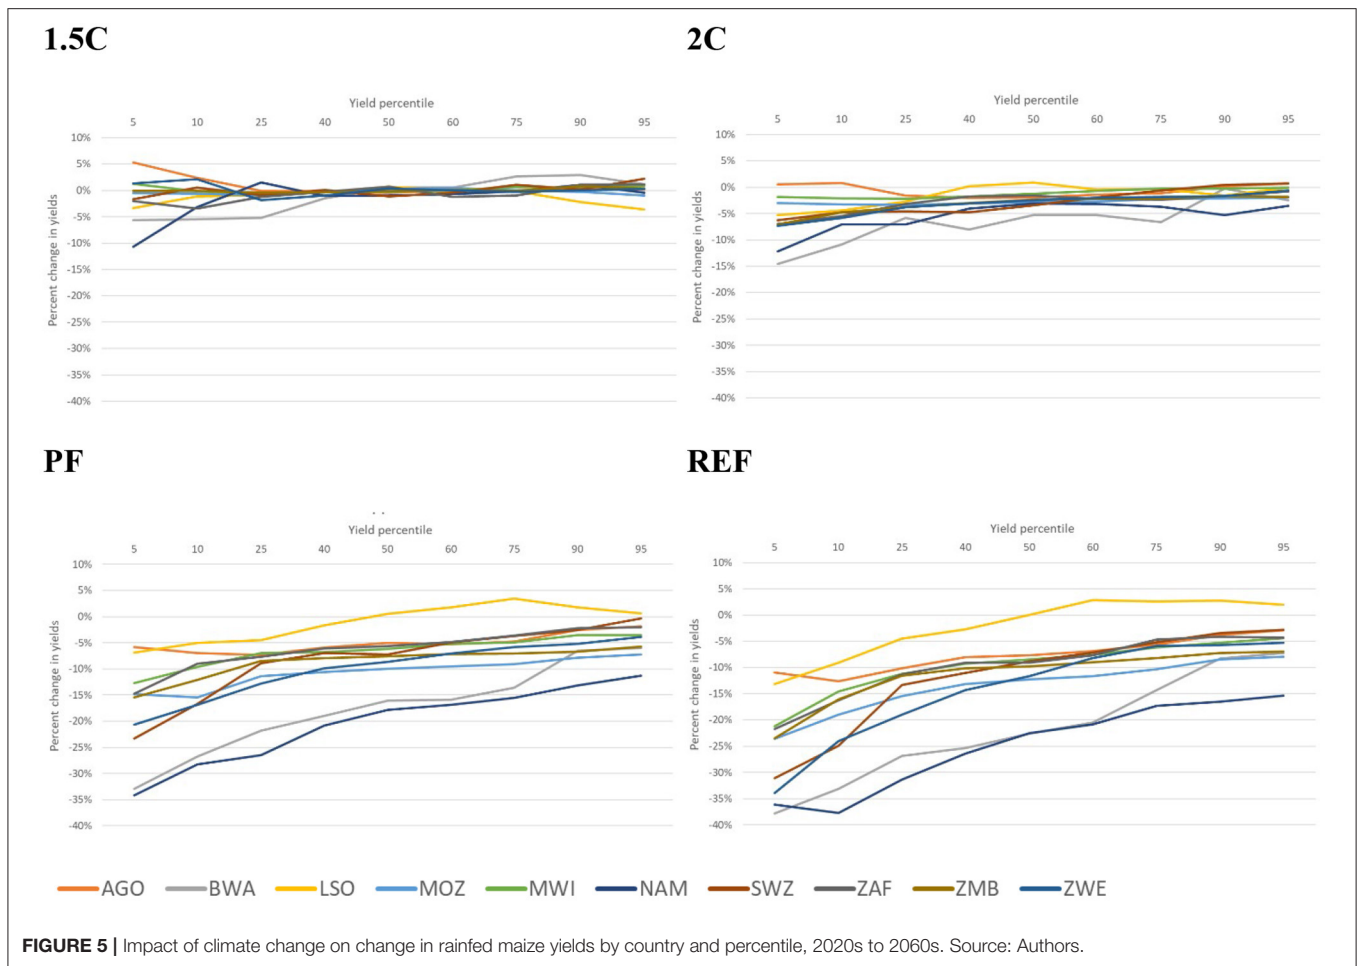 1.5C
2C
Yield percentile
5 10 25 40 50 60 75 90 95
10%
5%
0%
-5%
-10%
-15%
-20%
-25%
-30%
-35%
-40%
Percent change in yields
Yield percentile
5 10 25 40 50 60 75 90 95
10%
5%
0%
-5%
-10%
-15%
-20%
-25%
-30%
-35%
-40%
Percent change in yields
PF
REF
Yield percentile
5 10 25 40 50 60 75 90 95
10%
5%
0%
-5%
-10%
-15%
-20%
-25%
-30%
-35%
-40%
Percent change in yields
Yield percentile
5 10 25 40 50 60 75 90 95
10%
5%
0%
-5%
-10%
-15%
-20%
-25%
-30%
-35%
-40%
Percent change in yields
AGO BWA LSO MOZ MWI NAM SWZ ZAF ZMB ZWE
FIGURE 5 | Impact of climate change on change in rainfed maize yields by country and percentile, 2020s to 2060s. Source: Authors.